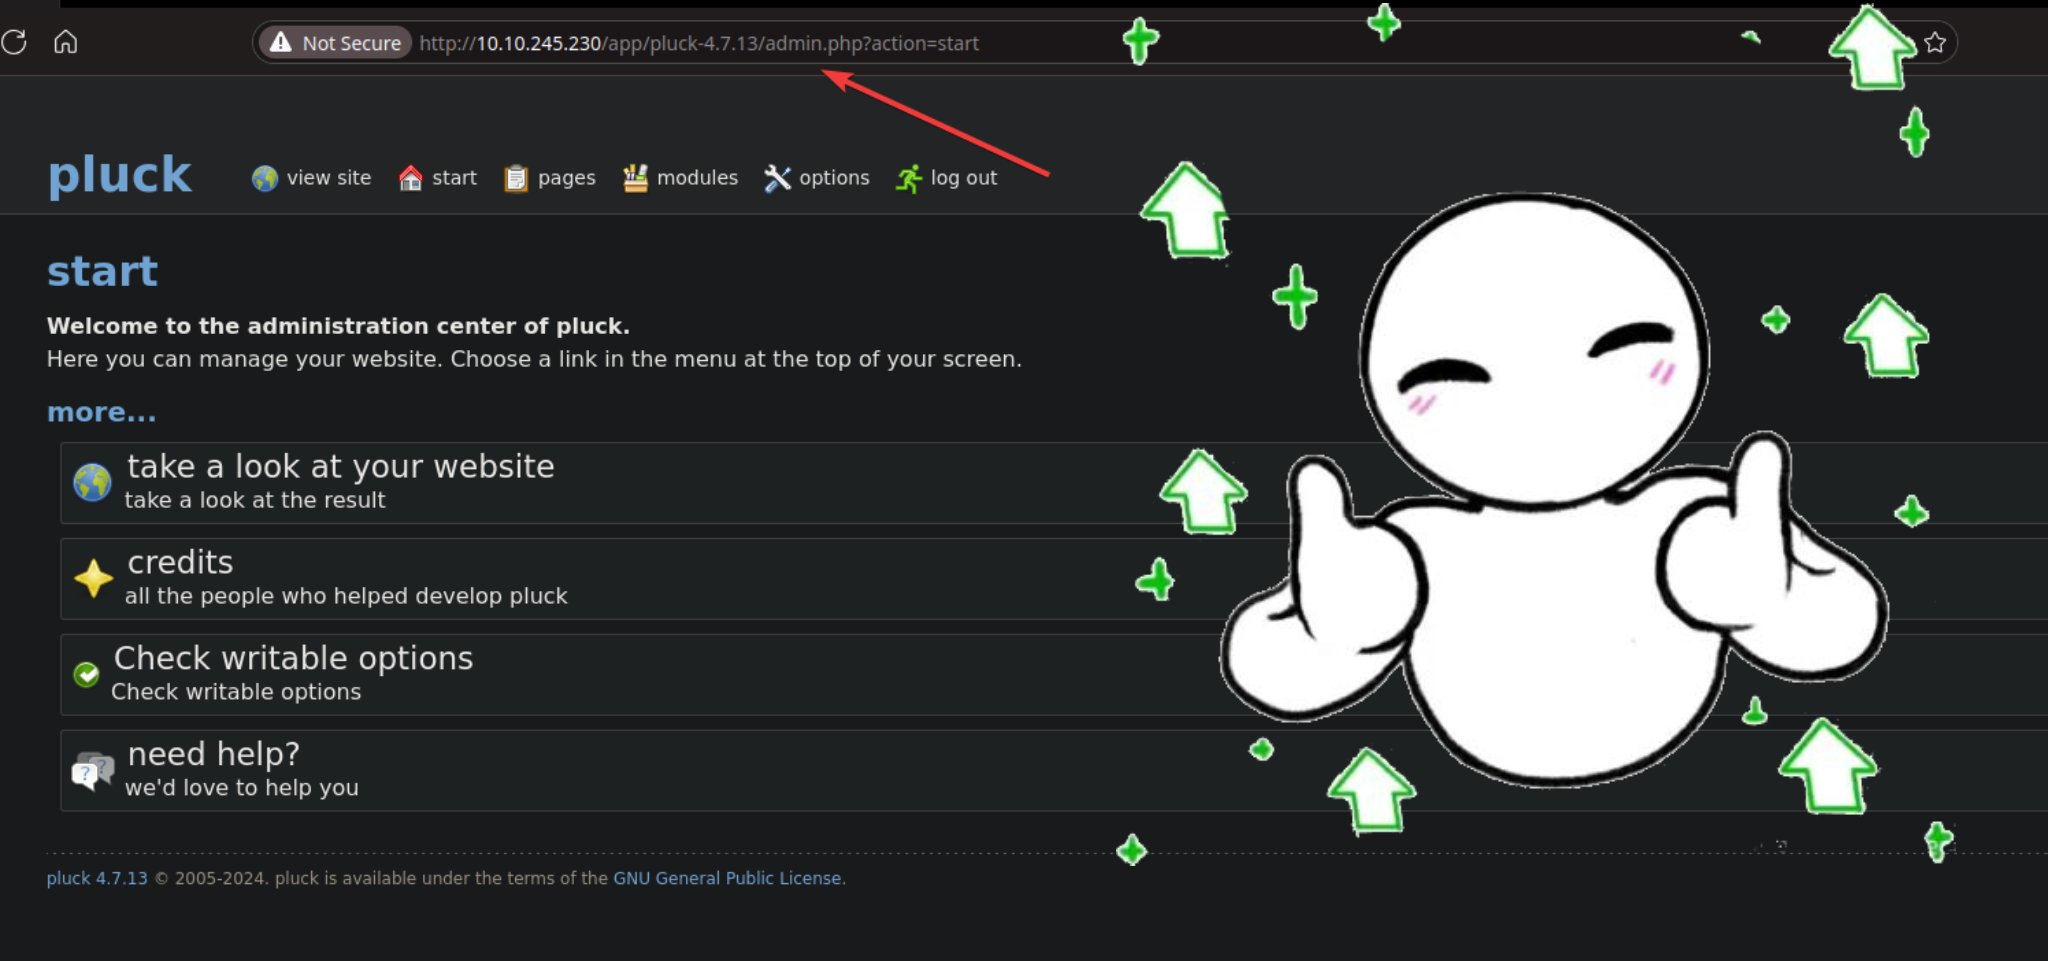 Not Secure http://10.10.245.230/app/pluck-4.7.13/admin.php?action=start
pluck view site start pages modules options log out
start
Welcome to the administration center of pluck.
Here you can manage your website. Choose a link in the menu at the top of your screen.
more...
take a look at your website
take a look at the result
credits
all the people who helped develop pluck
Check writable options
Check writable options
need help?
we'd love to help you
pluck 4.7.13 © 2005-2024. pluck is available under the terms of the GNU General Public License.